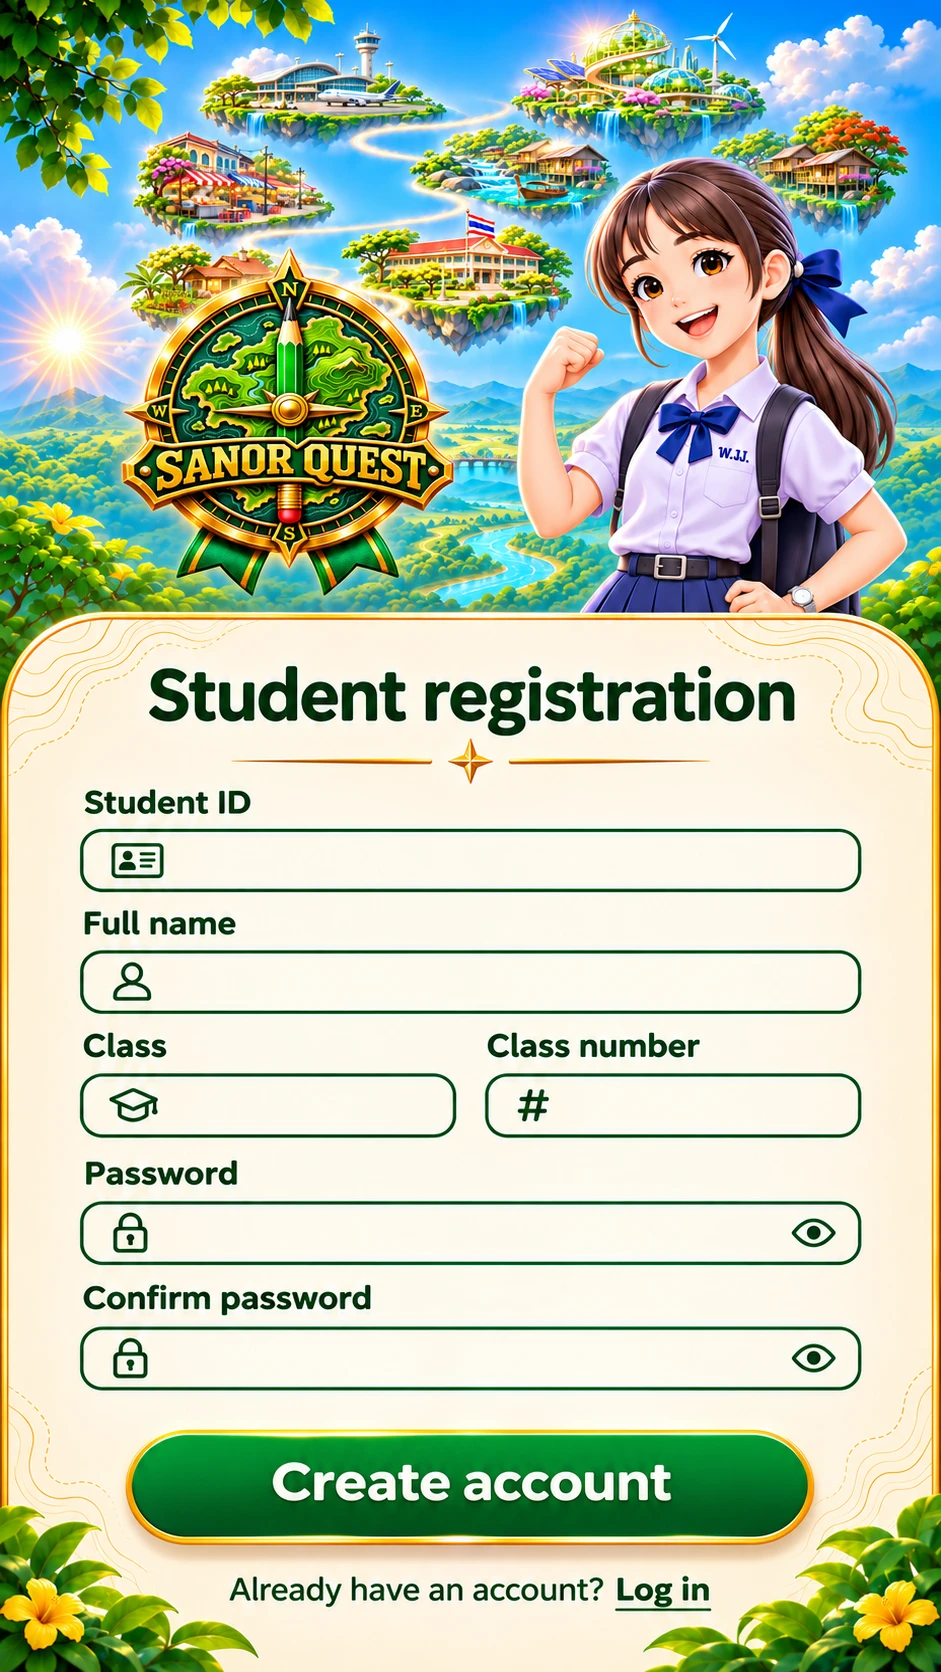 N
W
E
SANOR QUEST
S
W.JJ.
Student registration
Student ID
Full name
Class
Class number
#
Password
Confirm password
Create account
Already have an account? Log in